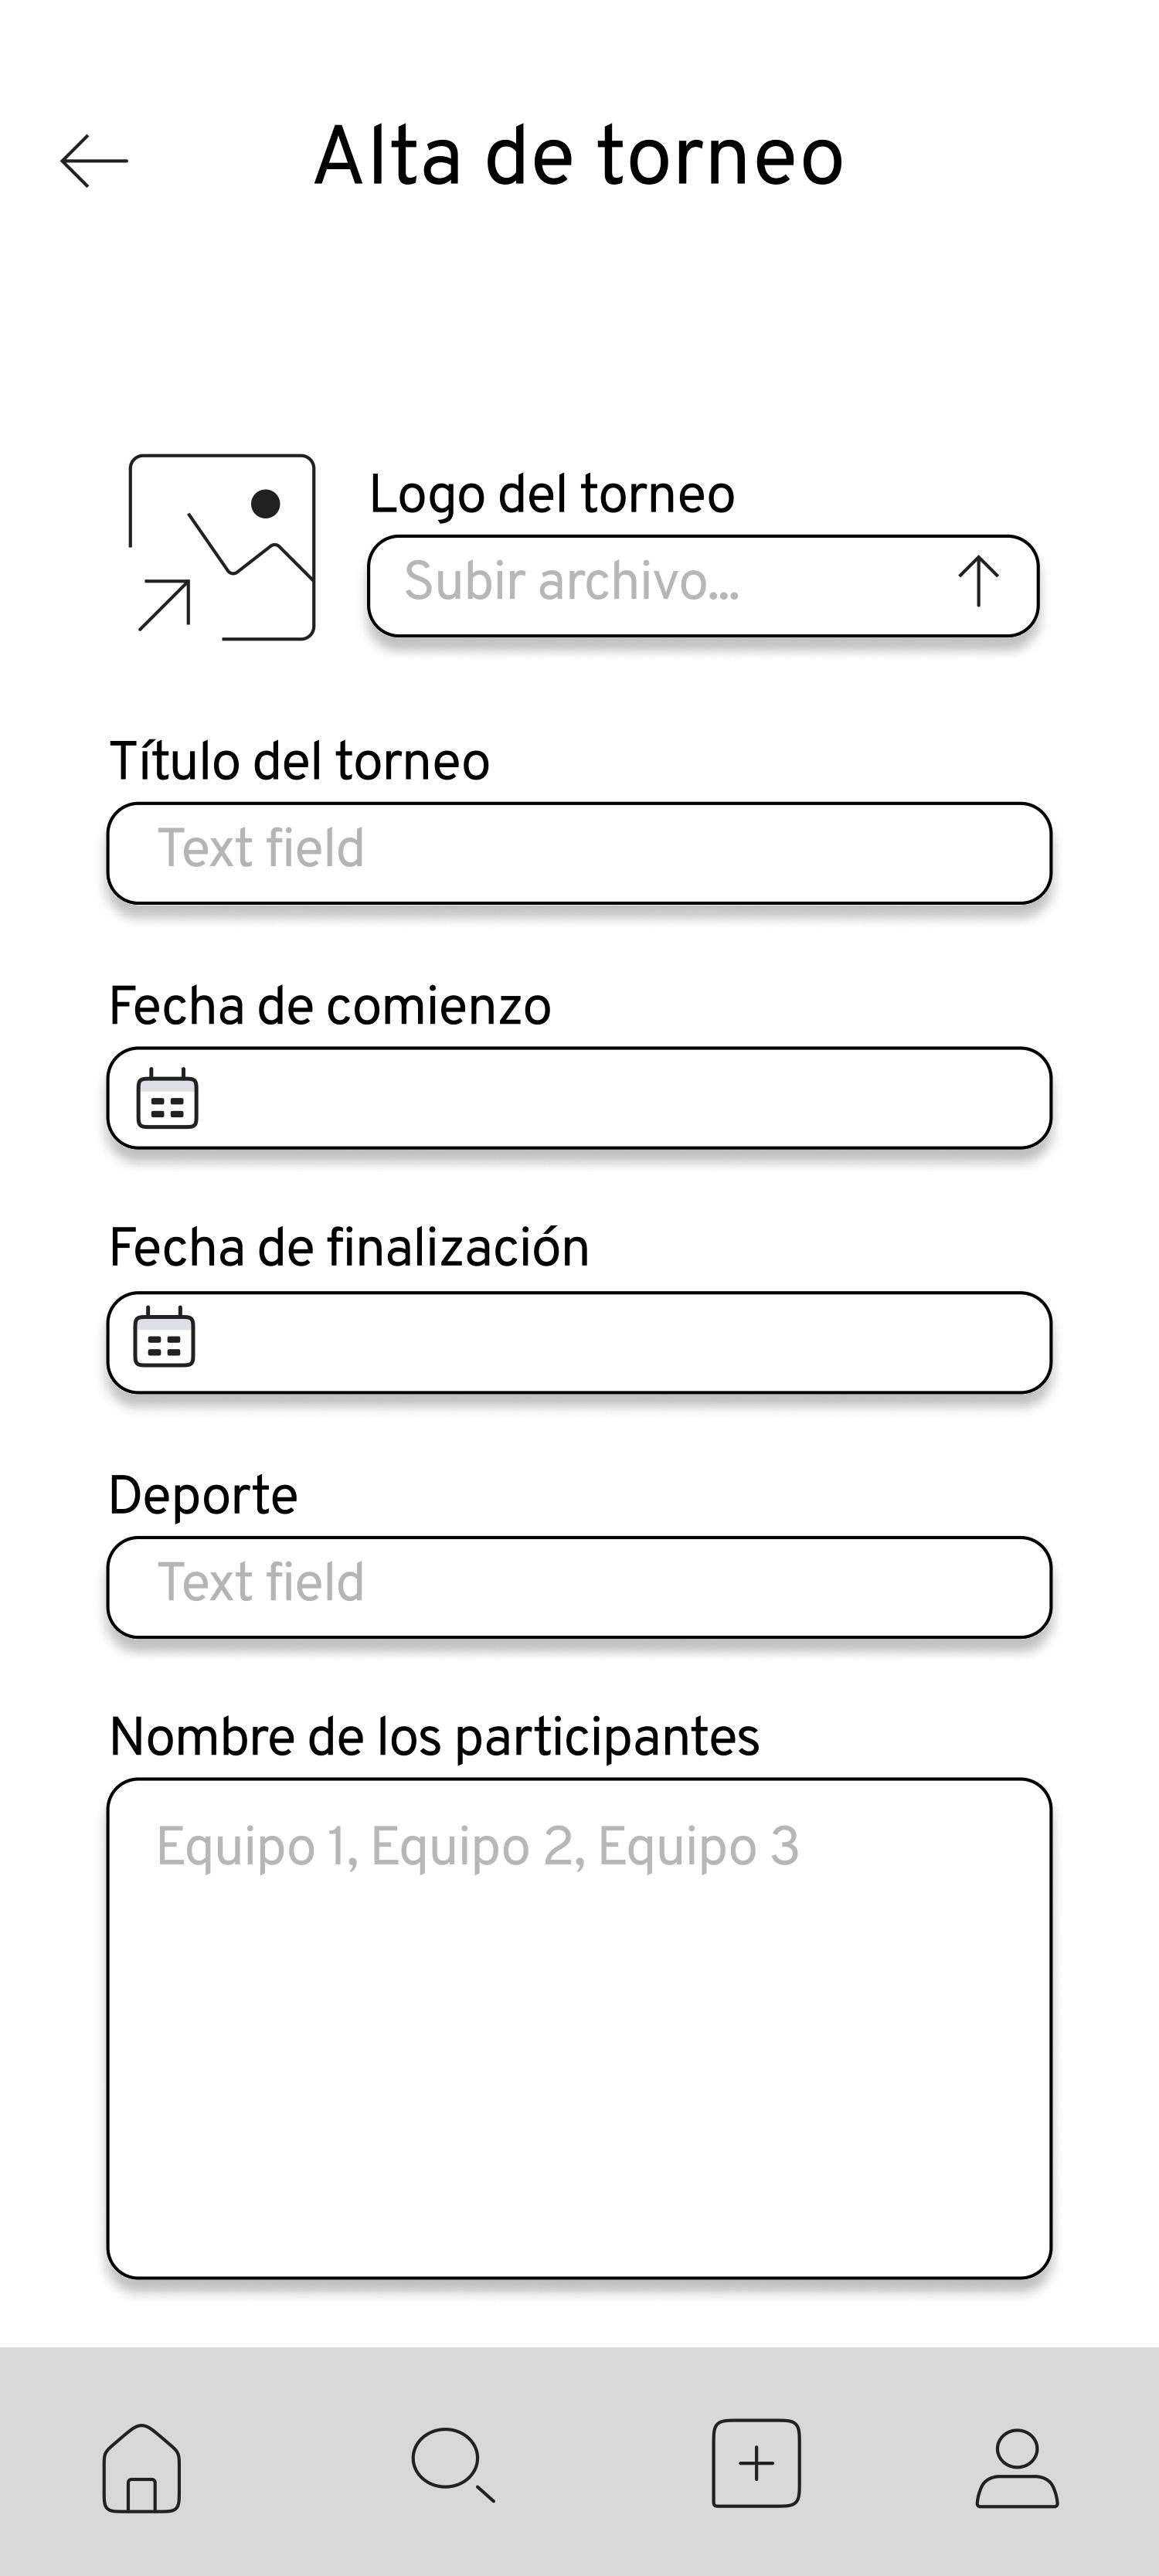 Alta de torneo
Logo del torneo
Subir archivo...
Título del torneo
Text field
Fecha de comienzo
Fecha de finalización
Deporte
Text field
Nombre de los participantes
Equipo 1, Equipo 2, Equipo 3